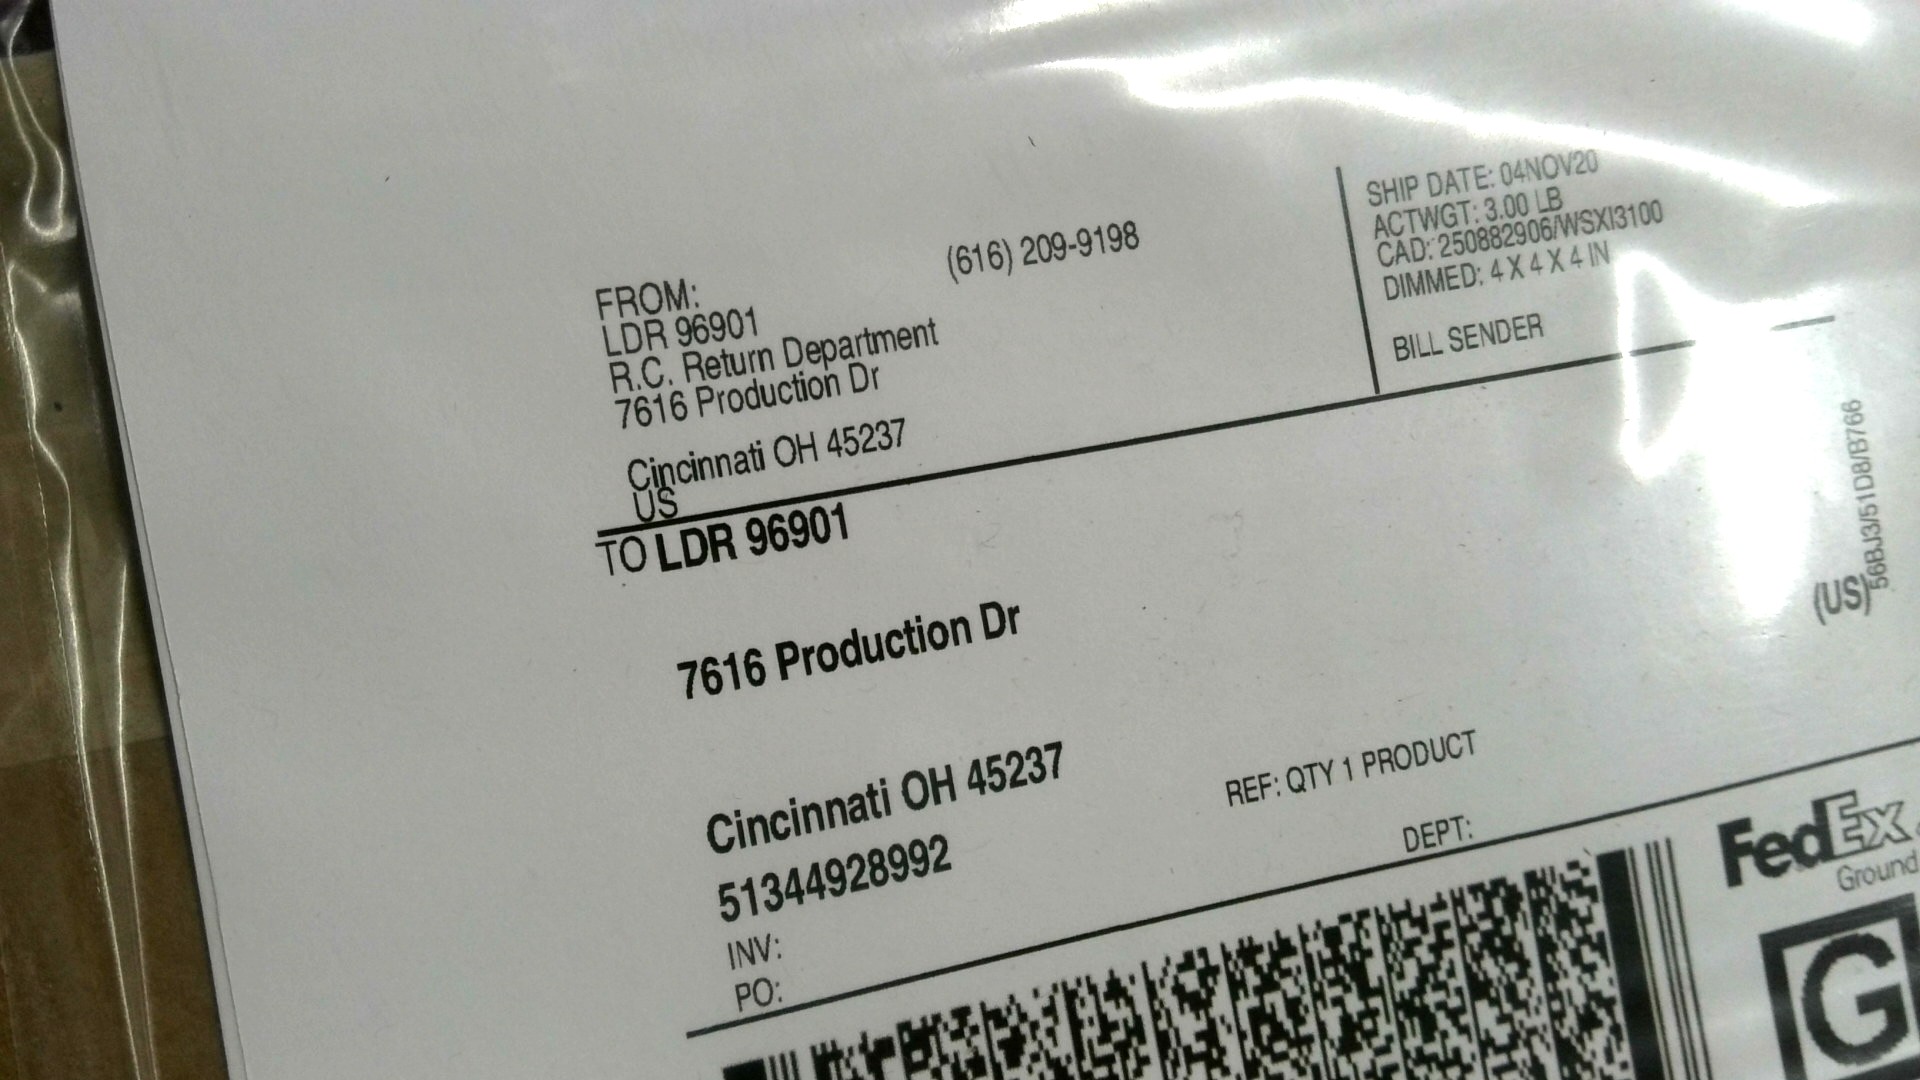 FROM:
LDR 96901
R.C. Return Department
7616 Production Dr
Cincinnati OH 45237
US
(616) 209-9198
SHIP DATE: 04NOV20
ACTWGT: 3.00 LB
CAD: 250882906/WSXI3100
DIMMED: 4 X 4 X 4 IN
BILL SENDER
TO LDR 96901
7616 Production Dr
Cincinnati OH 45237
51344928992
(US)
56BJ3/51D8/B766
REF: QTY 1 PRODUCT
INV:
PO:
DEPT:
FedEx
Ground
G